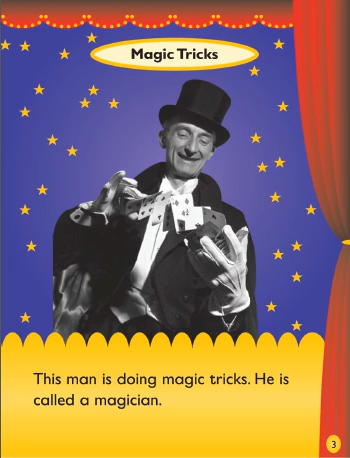 Magic Tricks
This man is doing magic tricks. He is
called a magician.
3